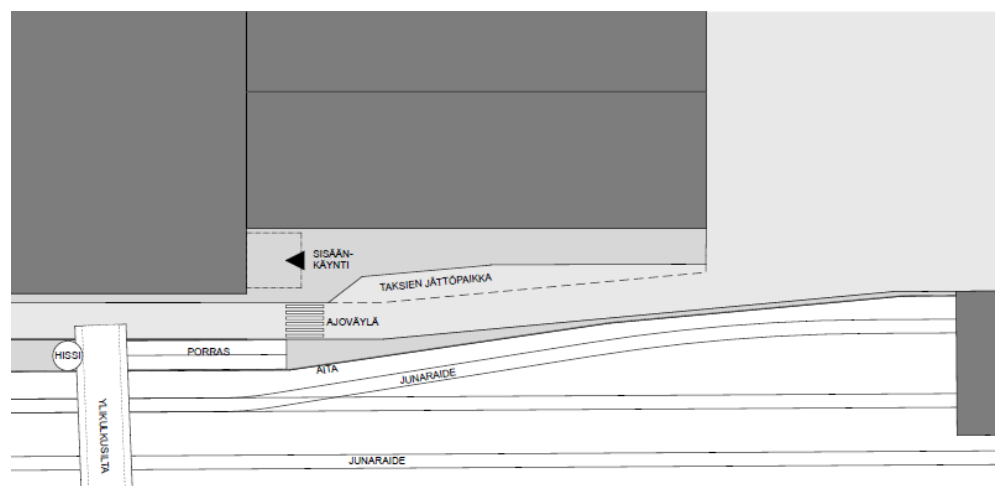 SISÄÄN-
KÄYNTI
TAKSIEN JÄTTÖPAIKKA
AJOVÄYLÄ
HISSI
PORRAS
AITA
JUNARAIDE
YLIKULKUSILTA
JUNARAIDE